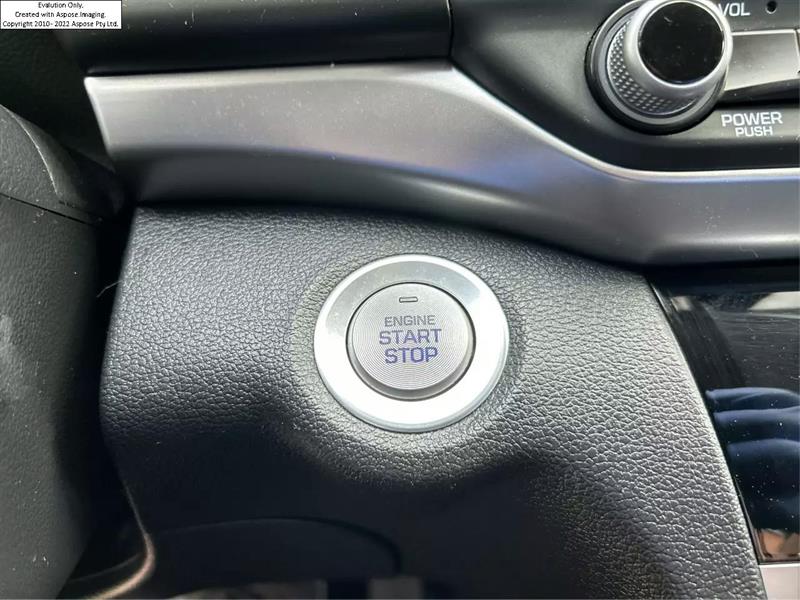 Evalution Only.
Created with Aspose.Imaging.
Copyright 2010- 2022 Aspose Pty Ltd.
VOL
POWER
PUSH
ENGINE
START
STOP